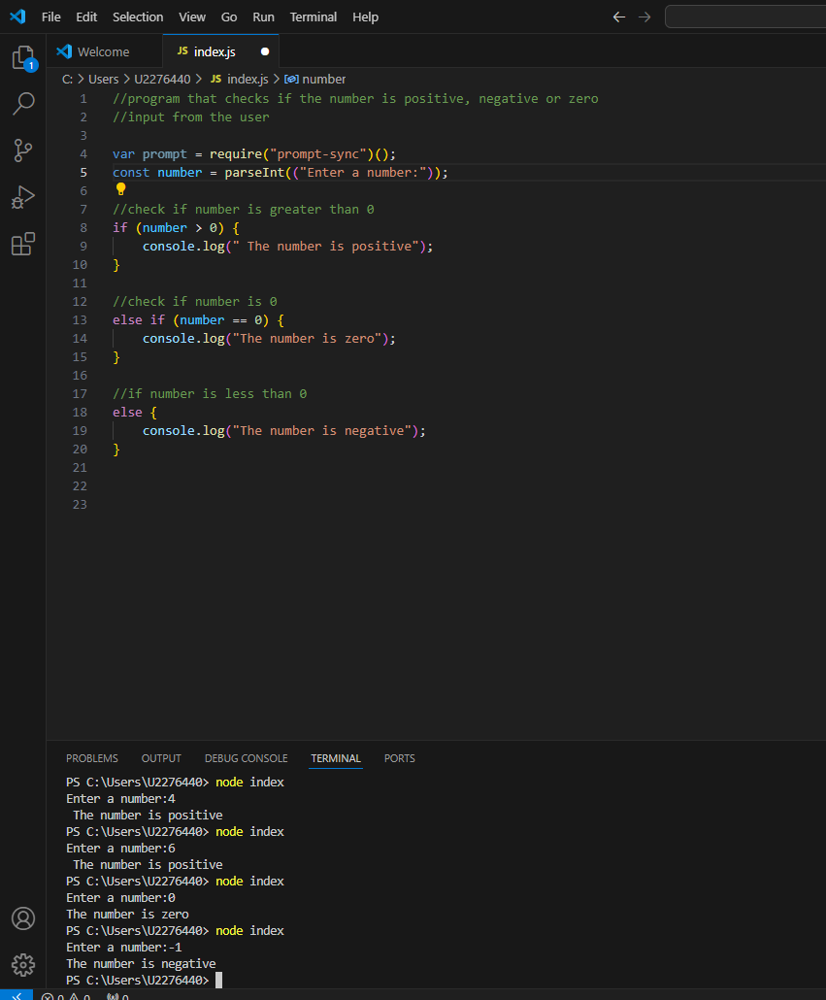 File Edit Selection View Go Run Terminal Help
Welcome JS index.js
1
C: > Users > U2276440 > JS index.js > number
1 //program that checks if the number is positive, negative or zero
2 //input from the user
3
4 var prompt = require("prompt-sync")();
5 const number = parseInt(("Enter a number:"));
6
7 //check if number is greater than 0
8 if (number > 0) {
9     console.log(" The number is positive");
10 }
11
12 //check if number is 0
13 else if (number == 0) {
14     console.log("The number is zero");
15 }
16
17 //if number is less than 0
18 else {
19     console.log("The number is negative");
20 }
21
22
23
PROBLEMS OUTPUT DEBUG CONSOLE TERMINAL PORTS
PS C:\Users\U2276440> node index
Enter a number:4
 The number is positive
PS C:\Users\U2276440> node index
Enter a number:6
 The number is positive
PS C:\Users\U2276440> node index
Enter a number:0
The number is zero
PS C:\Users\U2276440> node index
Enter a number:-1
The number is negative
PS C:\Users\U2276440>
0 0 0